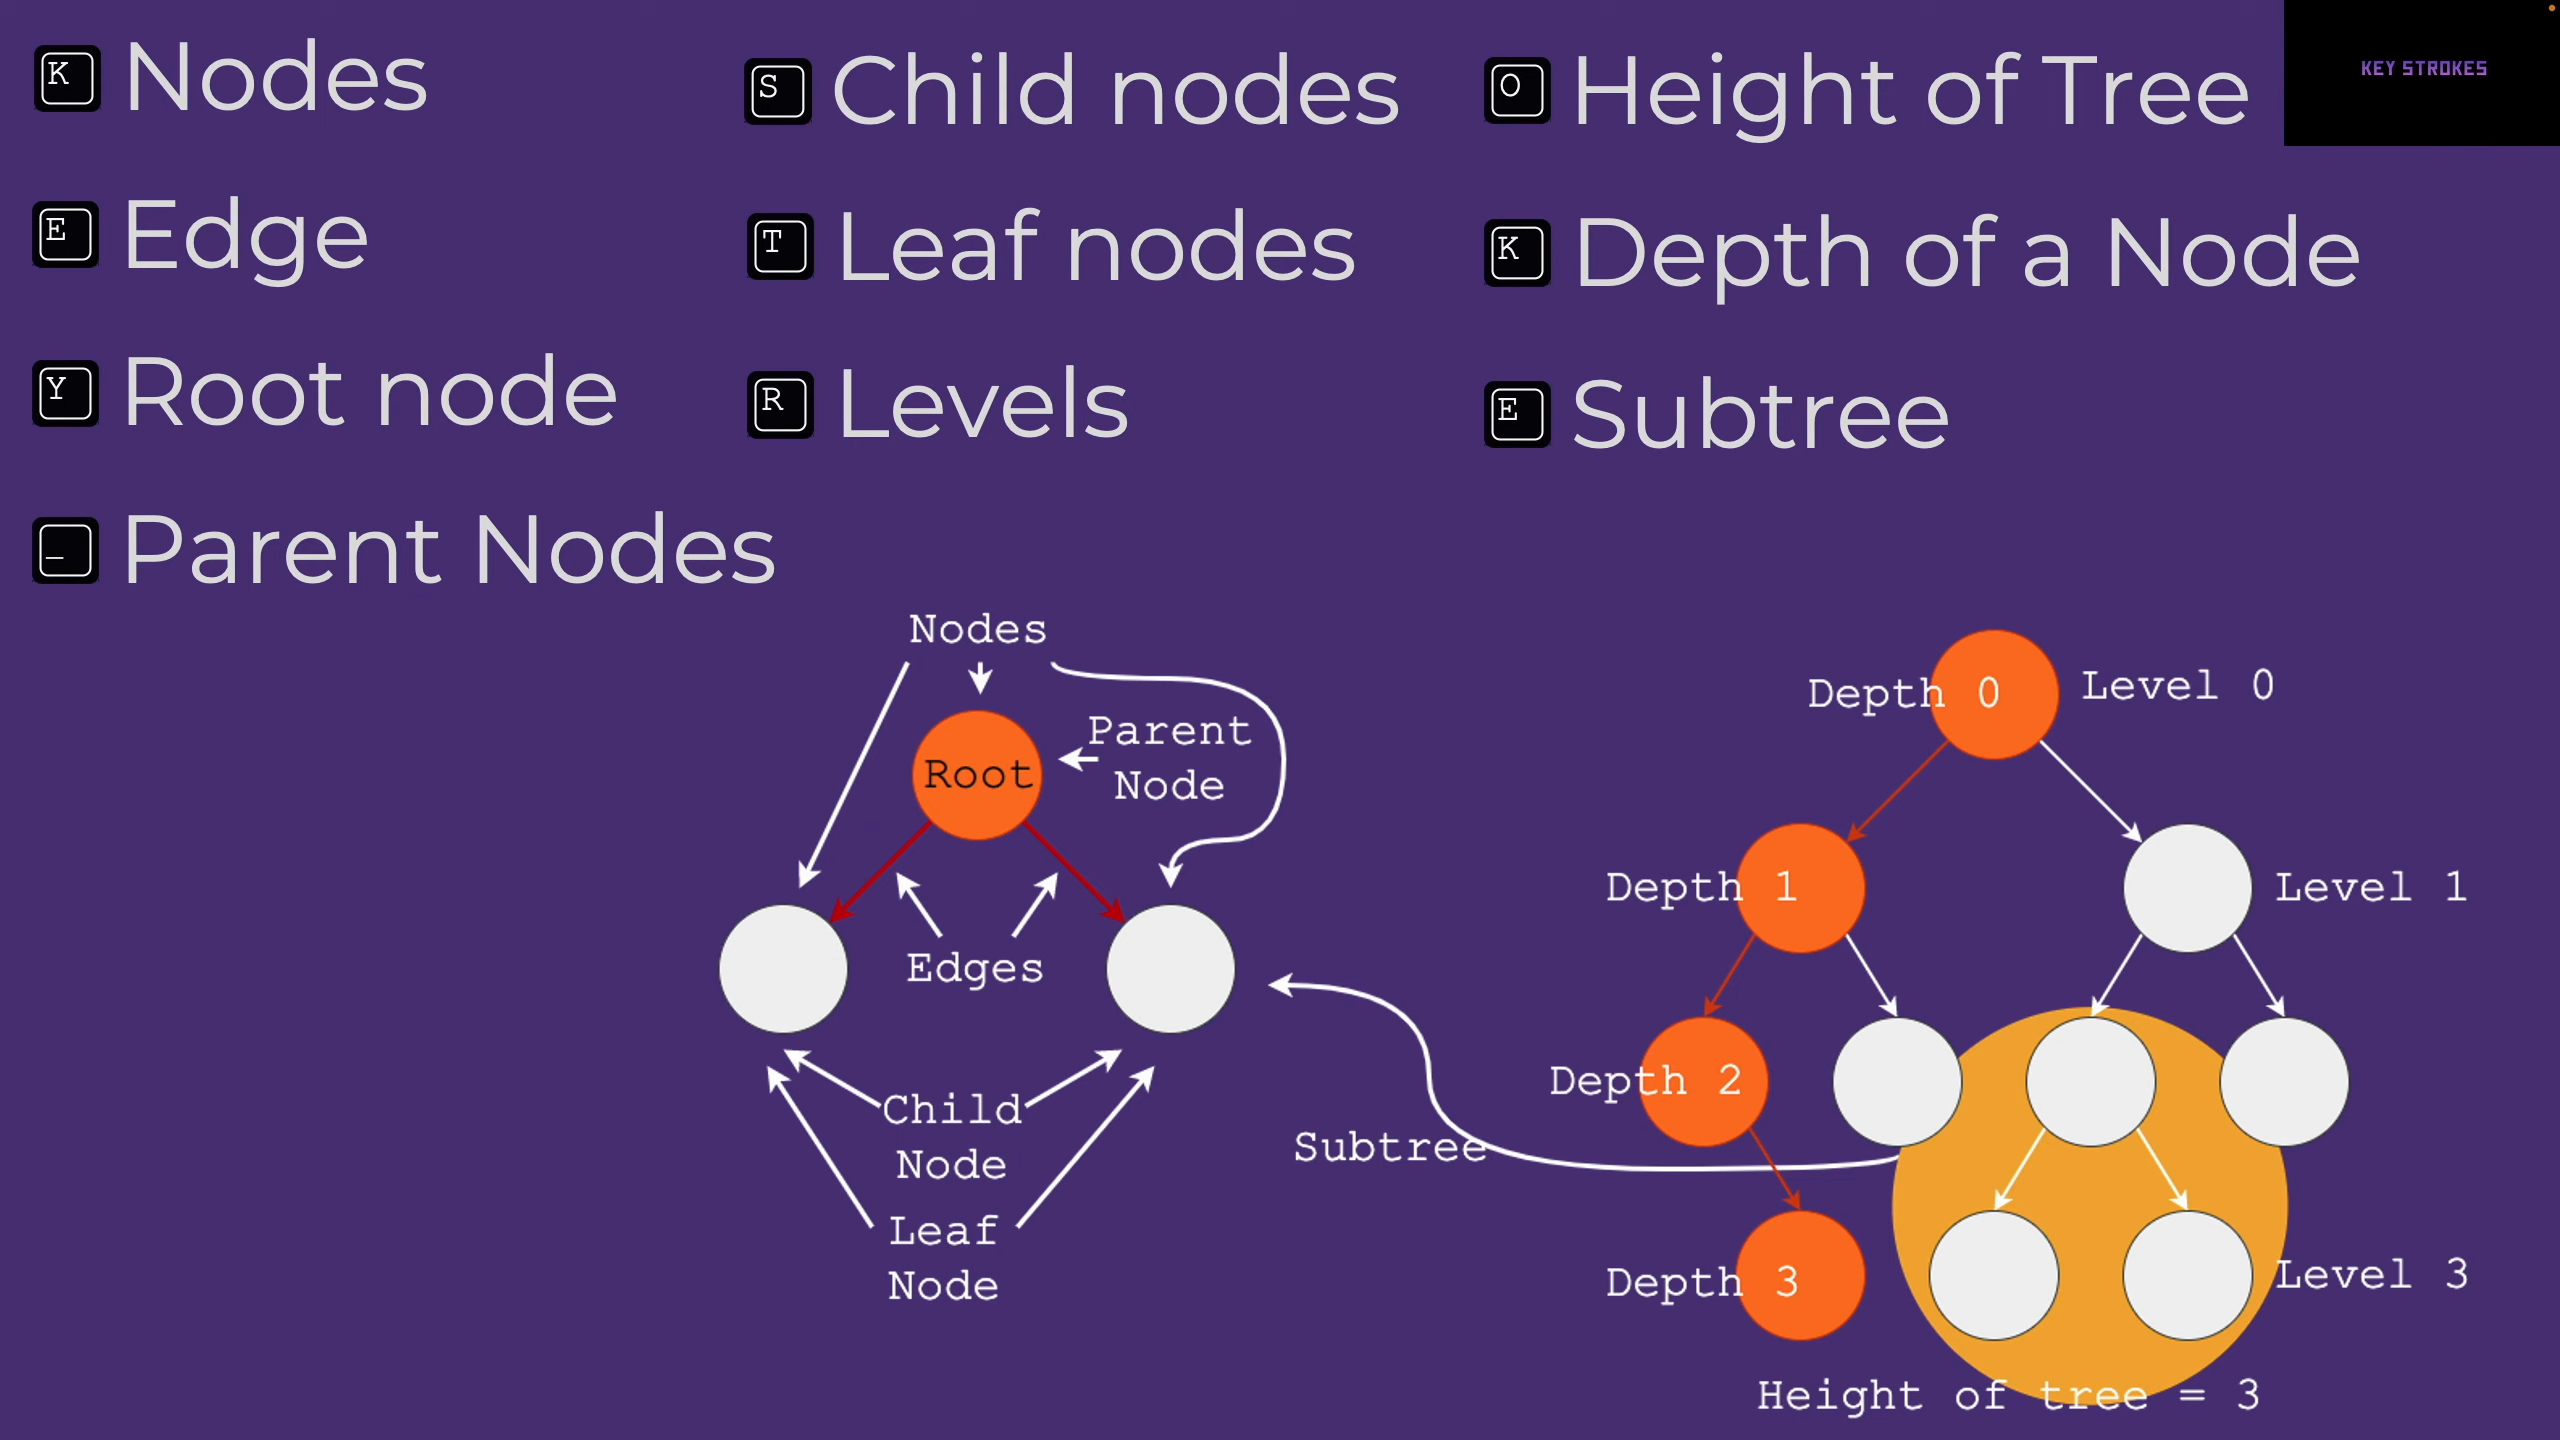 K Nodes
E Edge
Y Root node
_ Parent Nodes
S Child nodes
T Leaf nodes
R Levels
O Height of Tree
K Depth of a Node
E Subtree
KEY STROKES
Nodes
Root
Parent
Node
Edges
Child
Node
Leaf
Node
Subtree
Depth 0
Level 0
Depth 1
Level 1
Depth 2
Depth 3
Level 3
Height of tree = 3